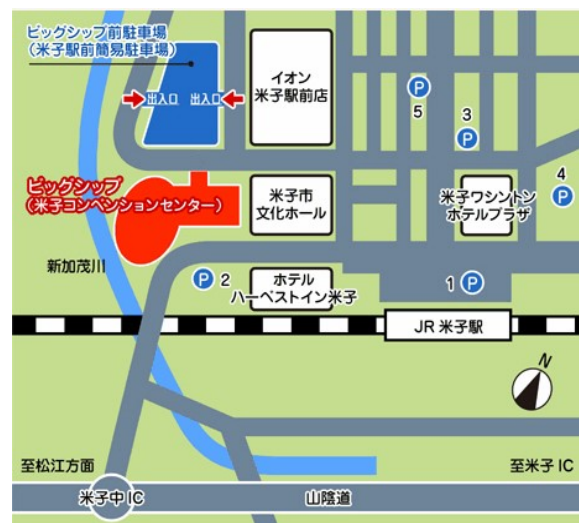 ビッグシップ前駐車場
(米子駅前簡易駐車場)
出入口 出入口
イオン
米子駅前店
P
5
3
P
4
P
ビッグシップ
(米子コンベンションセンター)
米子市
文化ホール
米子ワシントン
ホテルプラザ
新加茂川
P 2
ホテル
ハーベストイン米子
1 P
JR 米子駅
N
至松江方面
至米子 IC
米子中 IC
山陰道